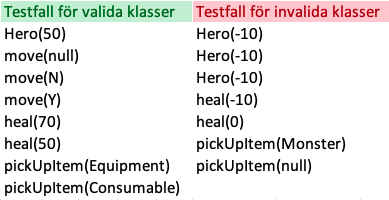 Testfall för valida klasser Testfall för invalida klasser
Hero(50) Hero(-10)
move(null) Hero(-10)
move(N) Hero(-10)
move(Y) heal(-10)
heal(70) heal(0)
heal(50) pickUpItem(Monster)
pickUpItem(Equipment) pickUpItem(null)
pickUpItem(Consumable)